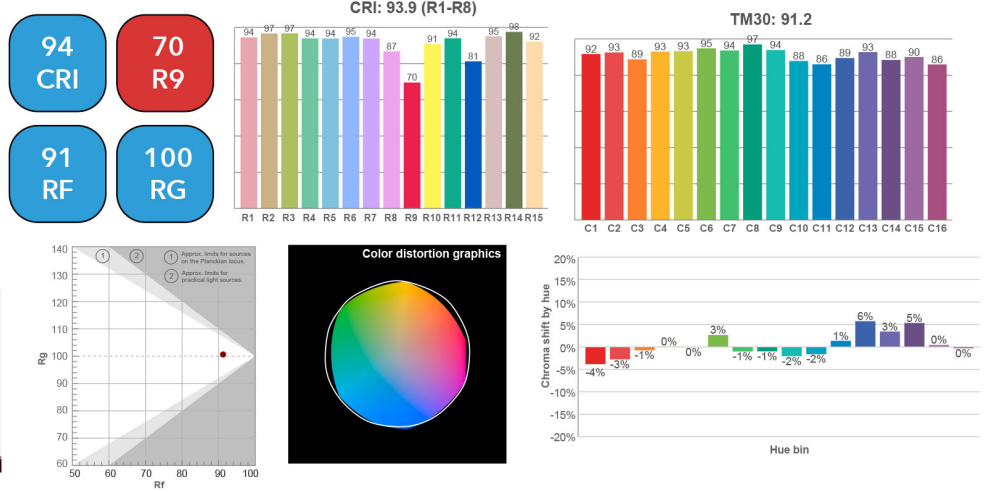 94
CRI
70
R9
91
RF
100
RG
CRI: 93.9 (R1-R8)
94 97 97 94 94 95 94 87 70 91 94 81 95 98 92
R1 R2 R3 R4 R5 R6 R7 R8 R9 R10 R11 R12 R13 R14 R15
TM30: 91.2
92 93 89 93 93 95 94 97 94 88 86 89 93 88 90 86
C1 C2 C3 C4 C5 C6 C7 C8 C9 C10 C11 C12 C13 C14 C15 C16
140
130
120
110
100
90
80
70
60
Rg
50 60 70 80 90 100
Rf
1 2
1 Approx. limits for sources
on the Planckian locus.
2 Approx. limits for
practical light sources.
Color distortion graphics
Chroma shift by hue
20%
15%
10%
5%
0%
-5%
-10%
-15%
-20%
-4% -3% -1% 0% 0% 3% -1% -1% -2% -2% 1% 6% 3% 5% 0% 0%
Hue bin